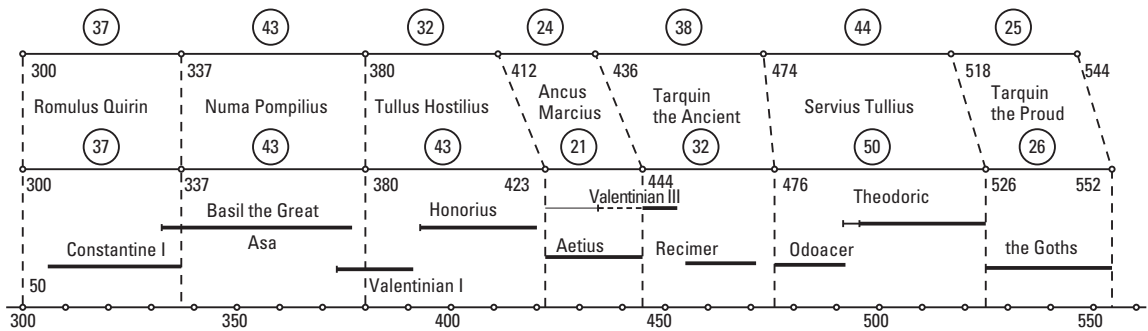 37 43 32 24 38 44 25
300 337 380 412 436 474 518 544
Romulus Quirin Numa Pompilius Tullus Hostilius Ancus Marcius Tarquin the Ancient Servius Tullius Tarquin the Proud
37 43 43 21 32 50 26
300 337 380 423 444 476 526 552
Valentinian III Theodoric
Basil the Great Honorius
Asa Aetius Recimer Odoacer the Goths
Constantine I
50 Valentinian I
300 350 400 450 500 550